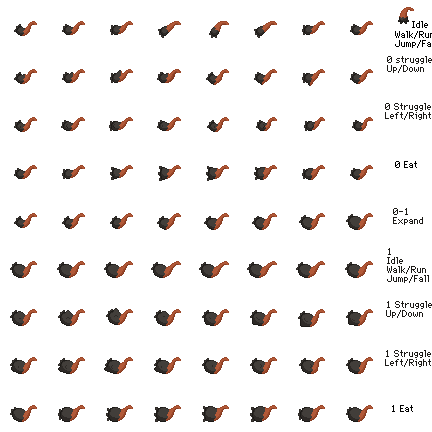 Idle
Walk/Run
Jump/Fa
0 struggle
Up/Down
0 Struggle
Left/Right
0 Eat
0-1
Expand
1
Idle
Walk/Run
Jump/Fall
1 Struggle
Up/Down
1 Struggle
Left/Right
1 Eat